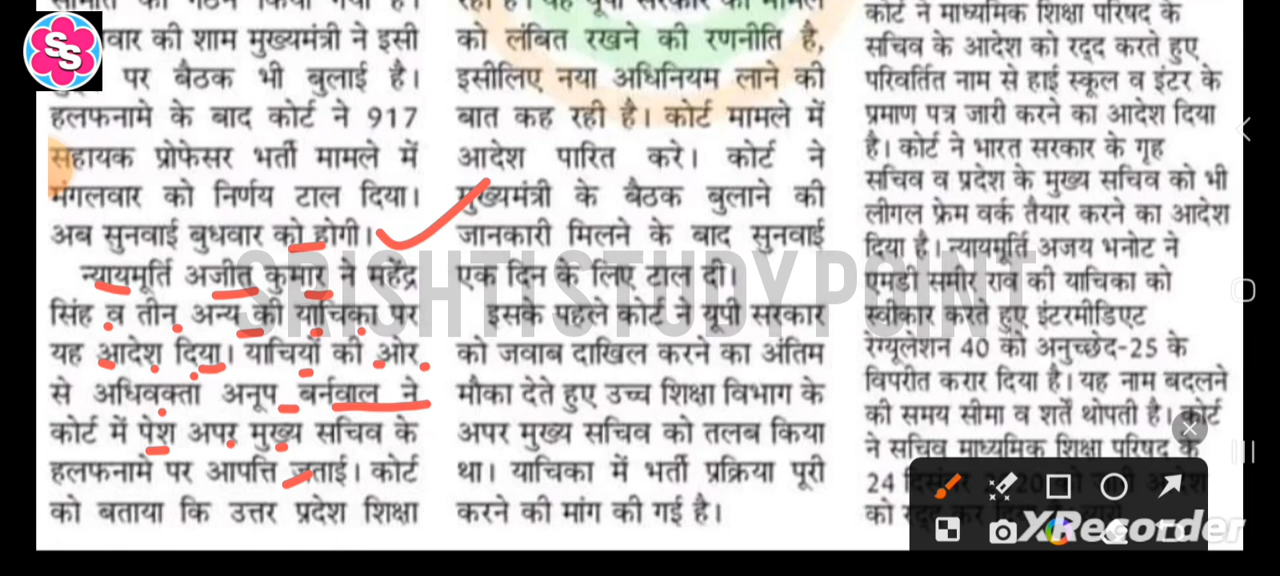 SS
वार की शाम मुख्यमंत्री ने इसी
पर बैठक भी बुलाई है।
हलफनामे के बाद कोर्ट ने 917
सहायक प्रोफेसर भर्ती मामले में
मंगलवार को निर्णय टाल दिया।
अब सुनवाई बुधवार को होगी।
न्यायमूर्ति अजीत कुमार ने महेंद्र
सिंह व तीन अन्य की याचिका पर
यह आदेश दिया। याचियों की ओर
से अधिवक्ता अनूप बर्नवाल ने
कोर्ट में पेश अपर मुख्य सचिव के
हलफनामे पर आपत्ति जताई। कोर्ट
को बताया कि उत्तर प्रदेश शिक्षा
को लंबित रखने की रणनीति है,
इसीलिए नया अधिनियम लाने की
बात कह रही है। कोर्ट मामले में
आदेश पारित करे। कोर्ट ने
मुख्यमंत्री के बैठक बुलाने की
जानकारी मिलने के बाद सुनवाई
एक दिन के लिए टाल दी।
इसके पहले कोर्ट ने यूपी सरकार
को जवाब दाखिल करने का अंतिम
मौका देते हुए उच्च शिक्षा विभाग के
अपर मुख्य सचिव को तलब किया
था। याचिका में भर्ती प्रक्रिया पूरी
करने की मांग की गई है।
कोर्ट ने माध्यमिक शिक्षा परिषद के
सचिव के आदेश को रद्द करते हुए
परिवर्तित नाम से हाई स्कूल व इंटर के
प्रमाण पत्र जारी करने का आदेश दिया
है। कोर्ट ने भारत सरकार के गृह
सचिव व प्रदेश के मुख्य सचिव को भी
लीगल फ्रेम वर्क तैयार करने का आदेश
दिया है। न्यायमूर्ति अजय भनोट ने
एमडी समीर राव की याचिका को
स्वीकार करते हुए इंटरमीडिएट
रेग्यूलेशन 40 को अनुच्छेद-25 के
विपरीत करार दिया है। यह नाम बदलने
की समय सीमा व शर्तें थोपती है। कोर्ट
ने सचिव माध्यमिक शिक्षा परिषद के
24
को
SRISHTI STUDY POINT
XRecorder